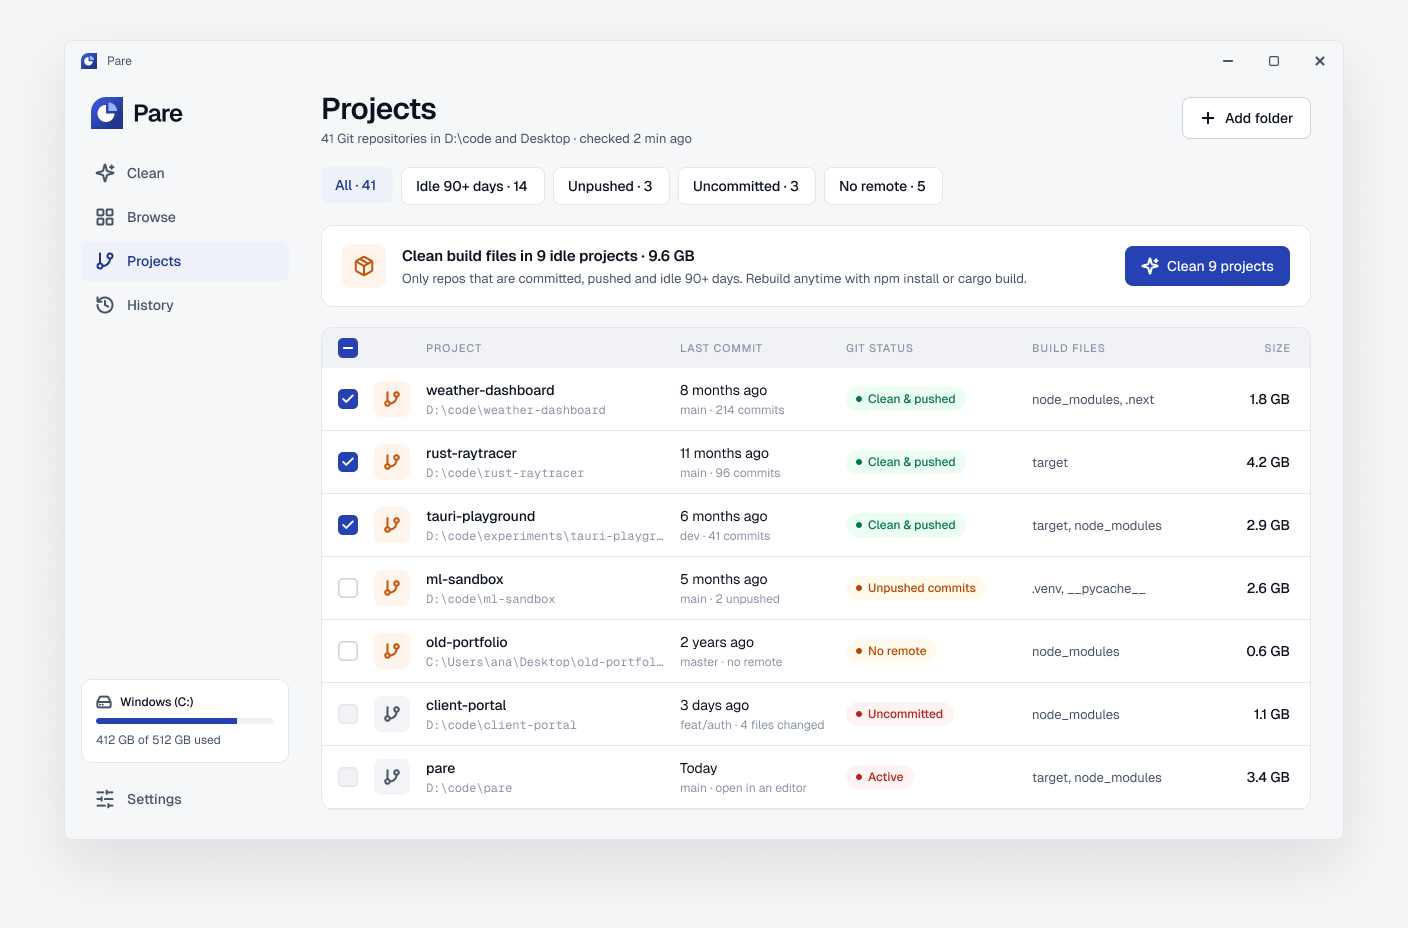 Pare
Pare
Clean
Browse
Projects
History
Windows (C:)
412 GB of 512 GB used
Settings
Projects
41 Git repositories in D:\code and Desktop · checked 2 min ago
Add folder
All · 41
Idle 90+ days · 14
Unpushed · 3
Uncommitted · 3
No remote · 5
Clean build files in 9 idle projects · 9.6 GB
Only repos that are committed, pushed and idle 90+ days. Rebuild anytime with npm install or cargo build.
Clean 9 projects
PROJECT LAST COMMIT GIT STATUS BUILD FILES SIZE
weather-dashboard 8 months ago Clean & pushed node_modules, .next 1.8 GB
D:\code\weather-dashboard main · 214 commits
rust-raytracer 11 months ago Clean & pushed target 4.2 GB
D:\code\rust-raytracer main · 96 commits
tauri-playground 6 months ago Clean & pushed target, node_modules 2.9 GB
D:\code\experiments\tauri-playgr… dev · 41 commits
ml-sandbox 5 months ago Unpushed commits .venv, __pycache__ 2.6 GB
D:\code\ml-sandbox main · 2 unpushed
old-portfolio 2 years ago No remote node_modules 0.6 GB
C:\Users\ana\Desktop\old-portfol… master · no remote
client-portal 3 days ago Uncommitted node_modules 1.1 GB
D:\code\client-portal feat/auth · 4 files changed
pare Today Active target, node_modules 3.4 GB
D:\code\pare main · open in an editor